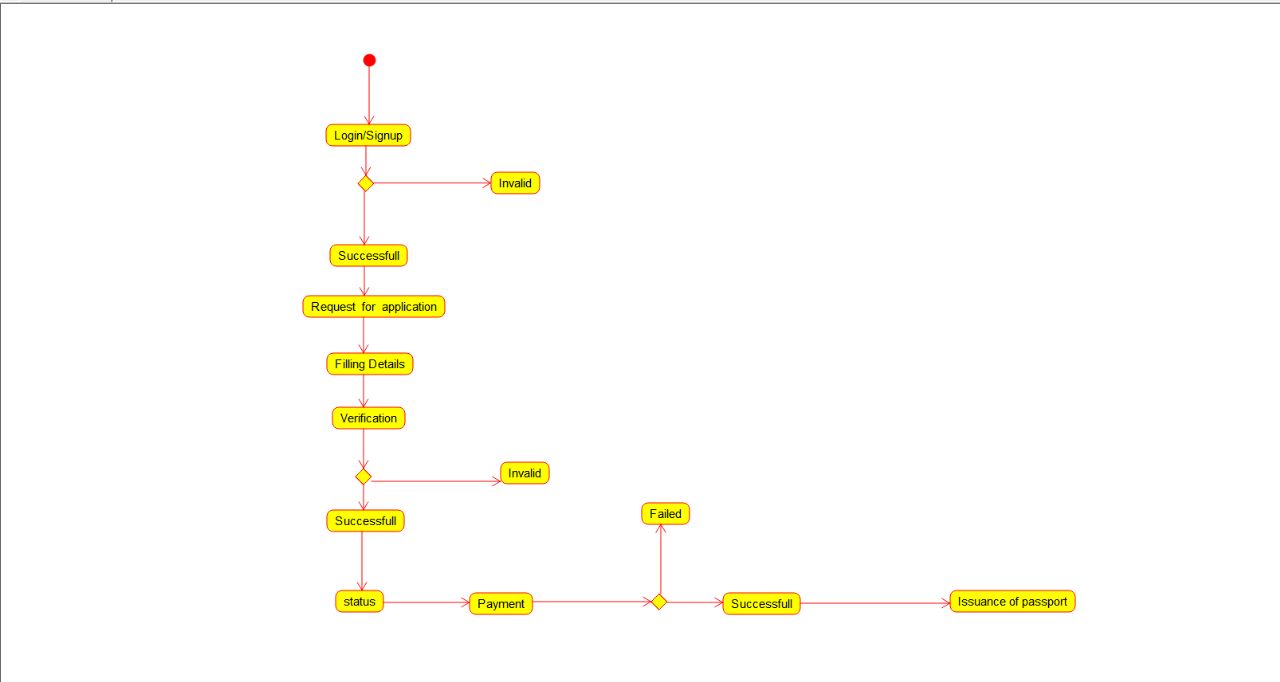 Login/Signup
Invalid
Successfull
Request for application
Filling Details
Verification
Invalid
Successfull
Failed
status
Payment
Successfull
Issuance of passport